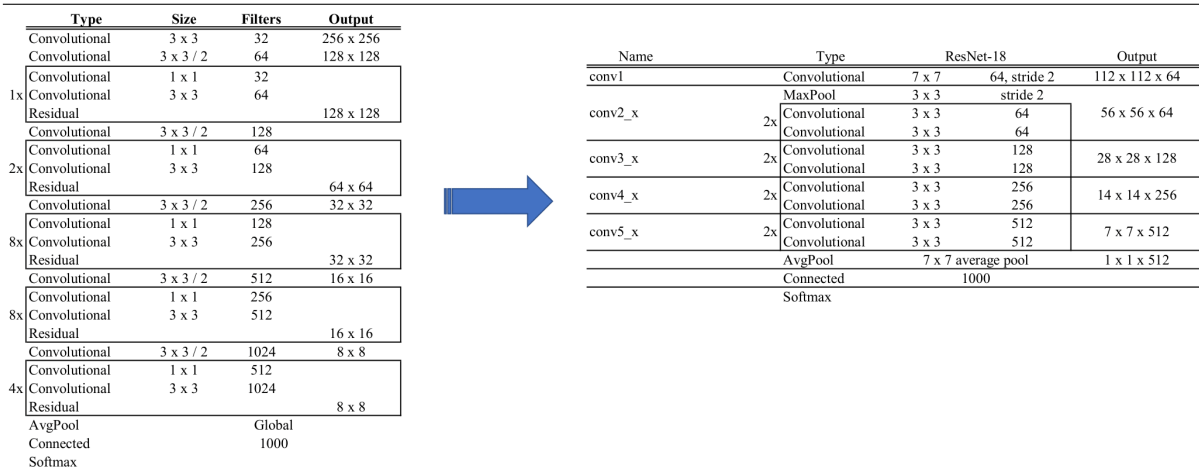 Type Size Filters Output
Convolutional 3 x 3 32 256 x 256
Convolutional 3 x 3 / 2 64 128 x 128
Convolutional 1 x 1 32
1x Convolutional 3 x 3 64
Residual 128 x 128
Convolutional 3 x 3 / 2 128
Convolutional 1 x 1 64
2x Convolutional 3 x 3 128
Residual 64 x 64
Convolutional 3 x 3 / 2 256 32 x 32
Convolutional 1 x 1 128
8x Convolutional 3 x 3 256
Residual 32 x 32
Convolutional 3 x 3 / 2 512 16 x 16
Convolutional 1 x 1 256
8x Convolutional 3 x 3 512
Residual 16 x 16
Convolutional 3 x 3 / 2 1024 8 x 8
Convolutional 1 x 1 512
4x Convolutional 3 x 3 1024
Residual 8 x 8
AvgPool Global
Connected 1000
Softmax
Name Type ResNet-18 Output
conv1 Convolutional 7 x 7 64, stride 2 112 x 112 x 64
MaxPool 3 x 3 stride 2
conv2_x 2x Convolutional 3 x 3 64 56 x 56 x 64
Convolutional 3 x 3 64
conv3_x 2x Convolutional 3 x 3 128 28 x 28 x 128
Convolutional 3 x 3 128
conv4_x 2x Convolutional 3 x 3 256 14 x 14 x 256
Convolutional 3 x 3 256
conv5_x 2x Convolutional 3 x 3 512 7 x 7 x 512
Convolutional 3 x 3 512
AvgPool 7 x 7 average pool 1 x 1 x 512
Connected 1000
Softmax